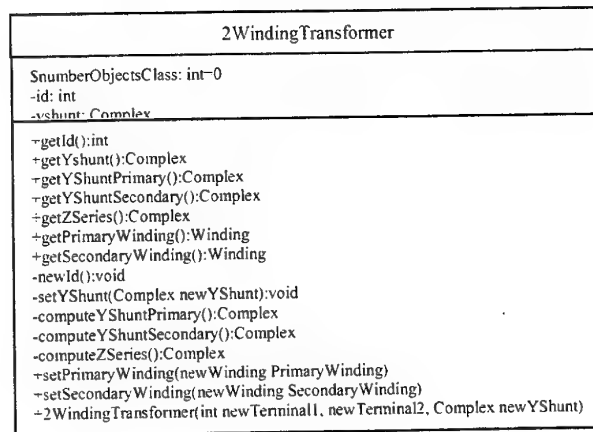 2WindingTransformer
SnumberObjectsClass: int=0
-id: int
-yshunt: Complex
+getId():int
+getYshunt():Complex
+getYShuntPrimary():Complex
+getYShuntSecondary():Complex
+getZSeries():Complex
+getPrimaryWinding():Winding
+getSecondaryWinding():Winding
-newId():void
-setYShunt(Complex newYShunt):void
-computeYShuntPrimary():Complex
-computeYShuntSecondary():Complex
-computeZSeries():Complex
+setPrimaryWinding(newWinding PrimaryWinding)
+setSecondaryWinding(newWinding SecondaryWinding)
+2WindingTransformer(int newTerminal1, newTerminal2, Complex newYShunt)